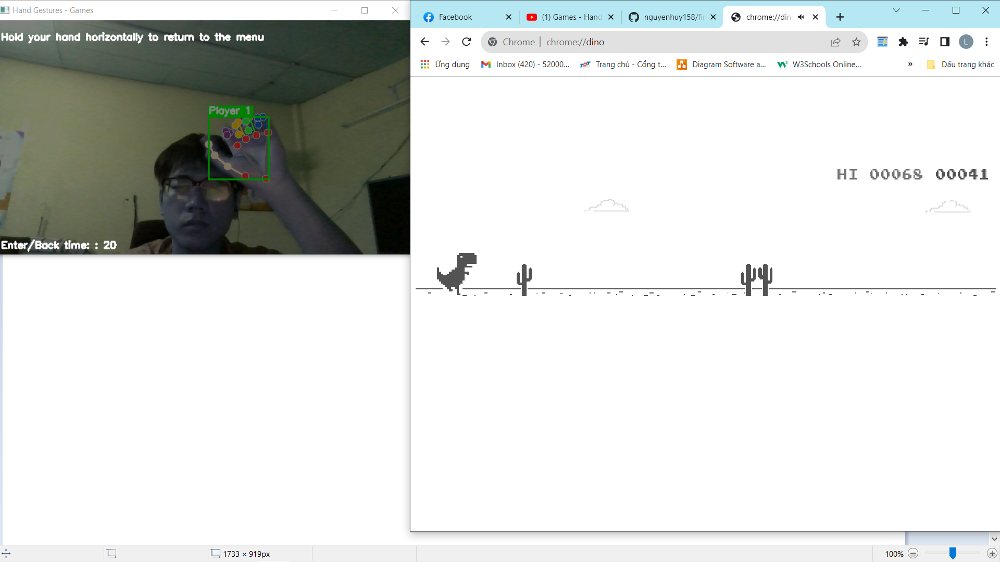 Hand Gestures - Games
Hold your hand horizontally to return to the menu
Player 1
Enter/Back time: : 20
Facebook
(1) Games - Hand
nguyenhuy158/fin
chrome://din
Chrome
chrome://dino
L
Ứng dụng
Inbox (420) - 52000...
Trang chủ - Cổng t...
Diagram Software a...
W3Schools Online...
»
Dấu trang khác
HI 00068 00041
1733 × 919px
100%